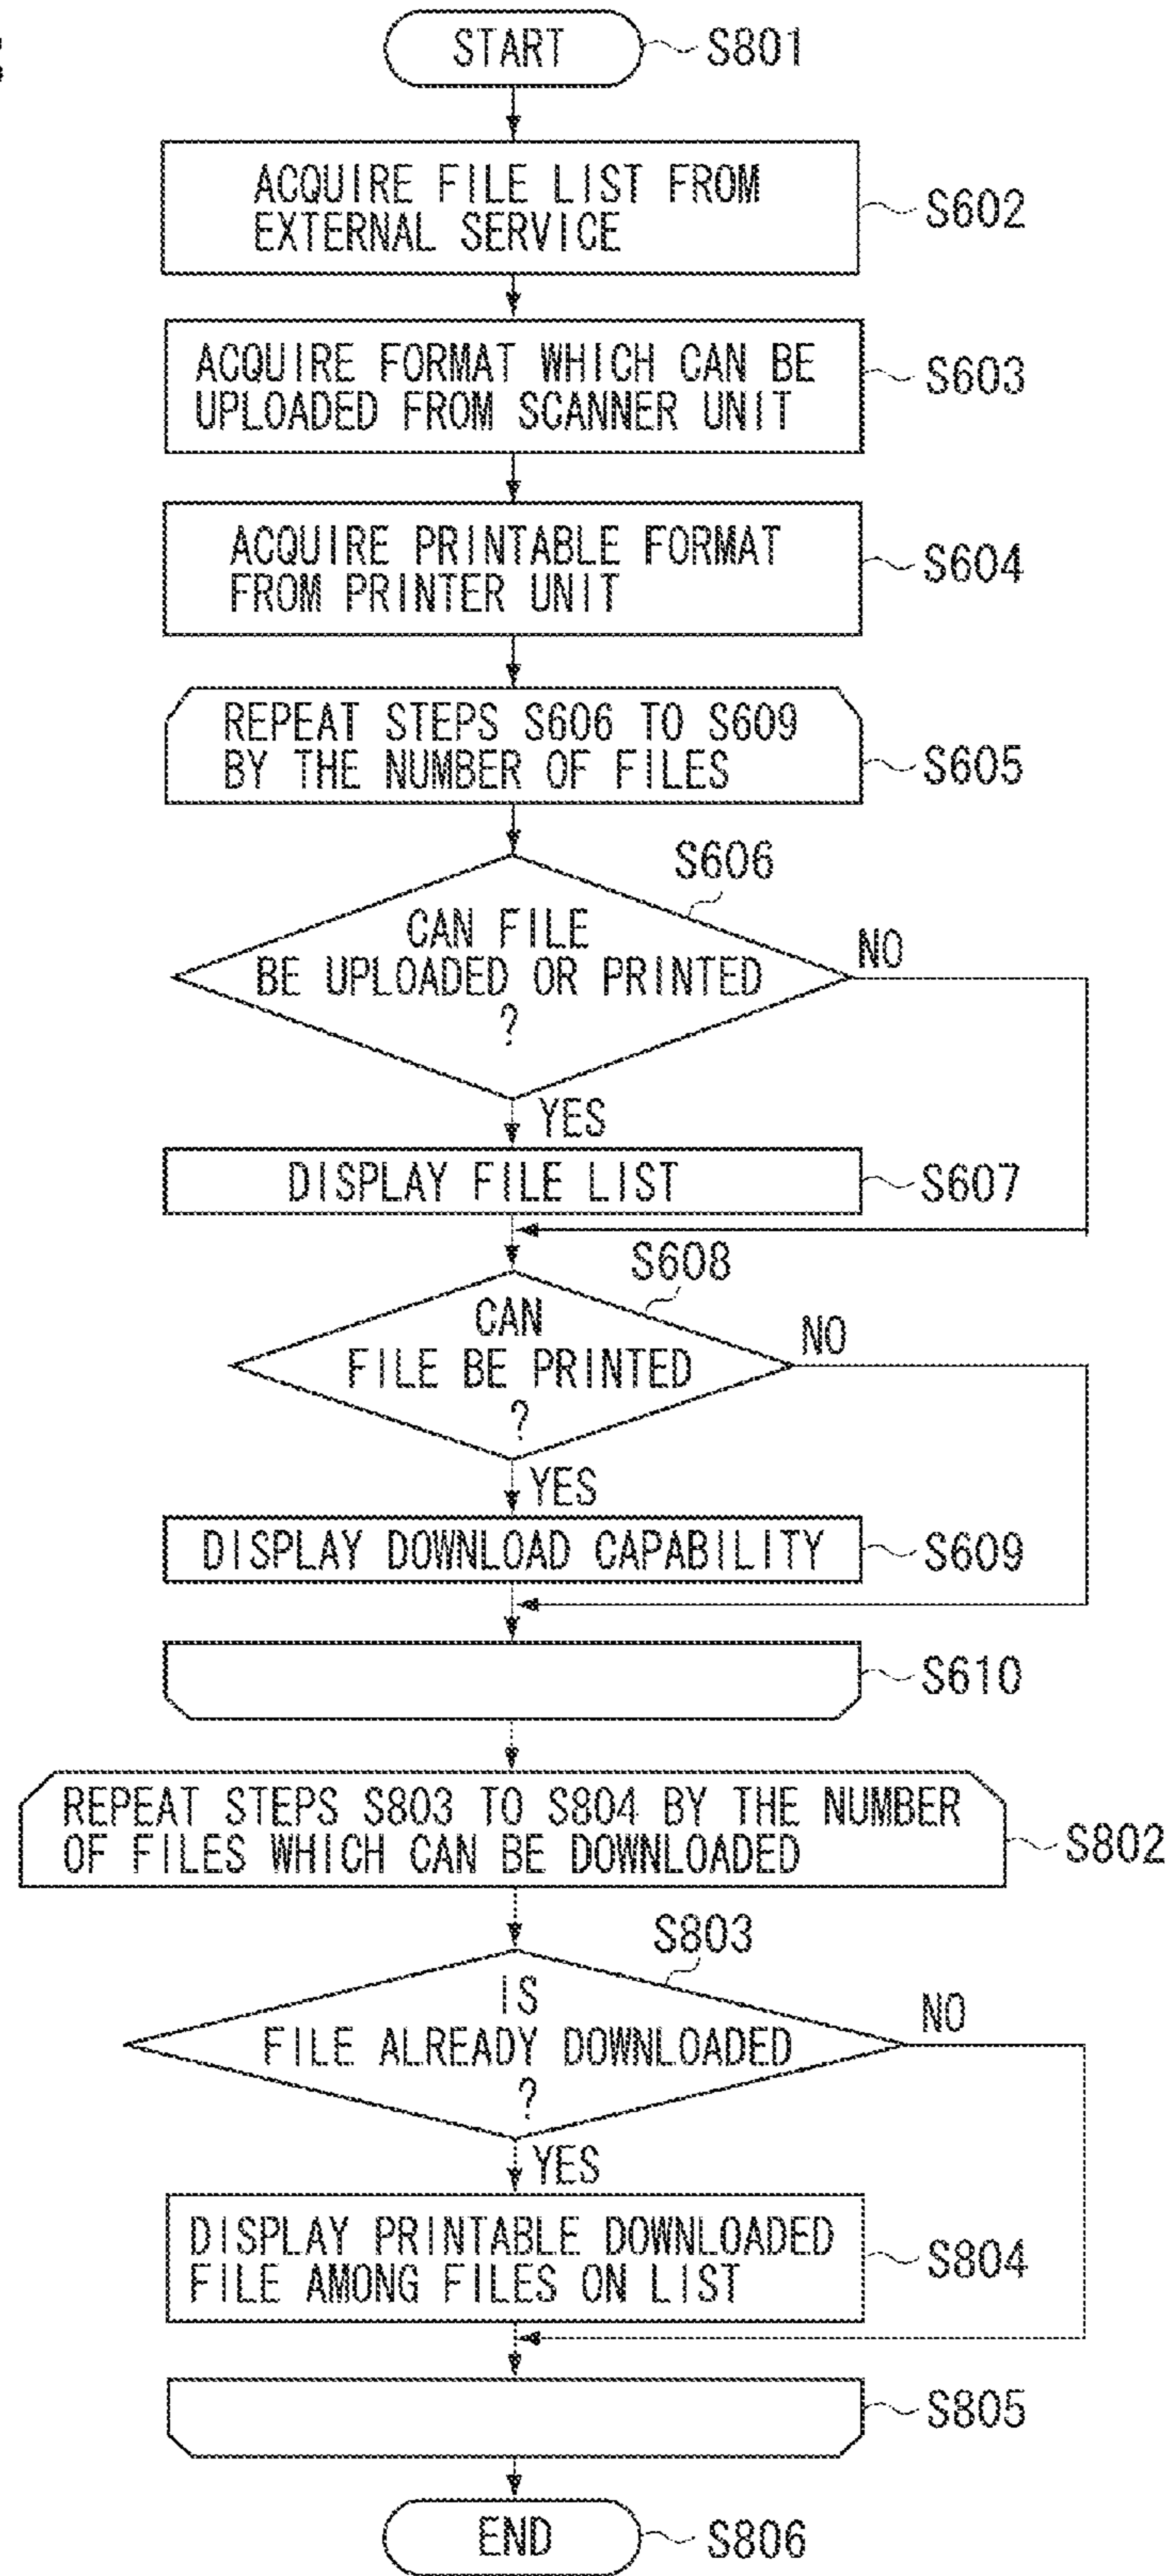 START
S801
ACQUIRE FILE LIST FROM
EXTERNAL SERVICE
S602
ACQUIRE FORMAT WHICH CAN BE
UPLOADED FROM SCANNER UNIT
S603
ACQUIRE PRINTABLE FORMAT
FROM PRINTER UNIT
S604
REPEAT STEPS S606 TO S609
BY THE NUMBER OF FILES
S605
S606
CAN FILE
BE UPLOADED OR PRINTED
?
NO
YES
DISPLAY FILE LIST
S607
S608
CAN
FILE BE PRINTED
?
NO
YES
DISPLAY DOWNLOAD CAPABILITY
S609
S610
REPEAT STEPS S803 TO S804 BY THE NUMBER
OF FILES WHICH CAN BE DOWNLOADED
S802
S803
IS
FILE ALREADY DOWNLOADED
?
NO
YES
DISPLAY PRINTABLE DOWNLOADED
FILE AMONG FILES ON LIST
S804
S805
END
S806